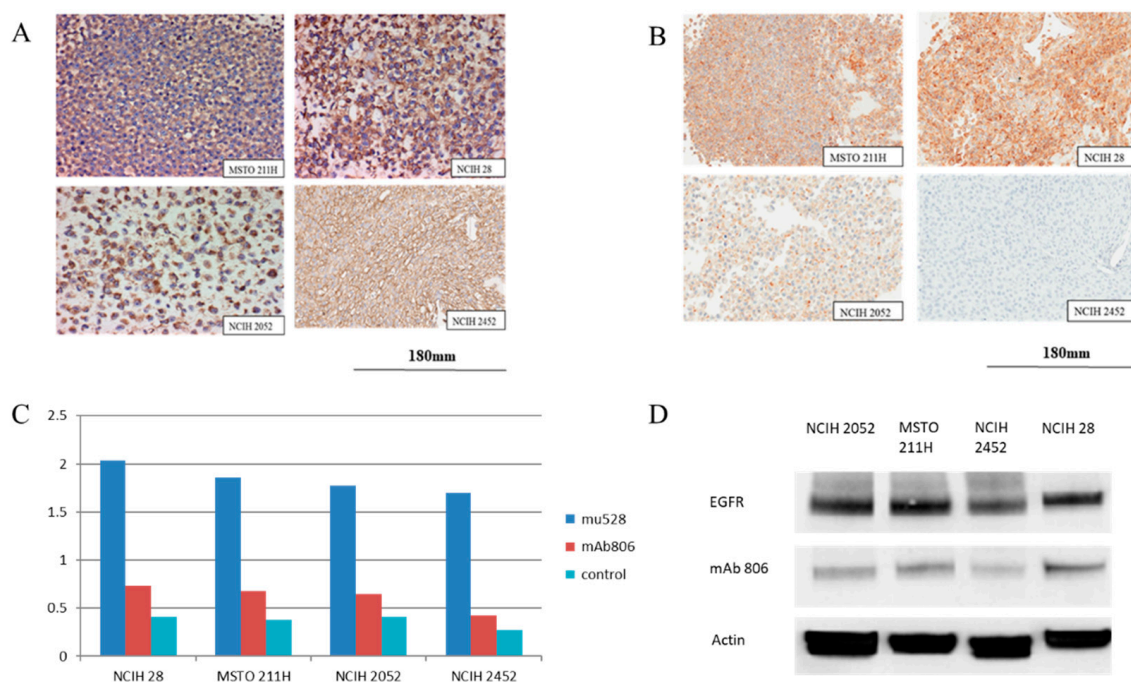 A
MSTO 211H
NCIH 28
NCIH 2052
NCIH 2452
180mm
B
MSTO 211H
NCIH 28
NCIH 2052
NCIH 2452
180mm
C
2.5
2
1.5
1
0.5
0
NCIH 28
MSTO 211H
NCIH 2052
NCIH 2452
mu528
mAb806
control
D
NCIH 2052
MSTO
211H
NCIH
2452
NCIH 28
EGFR
mAb 806
Actin